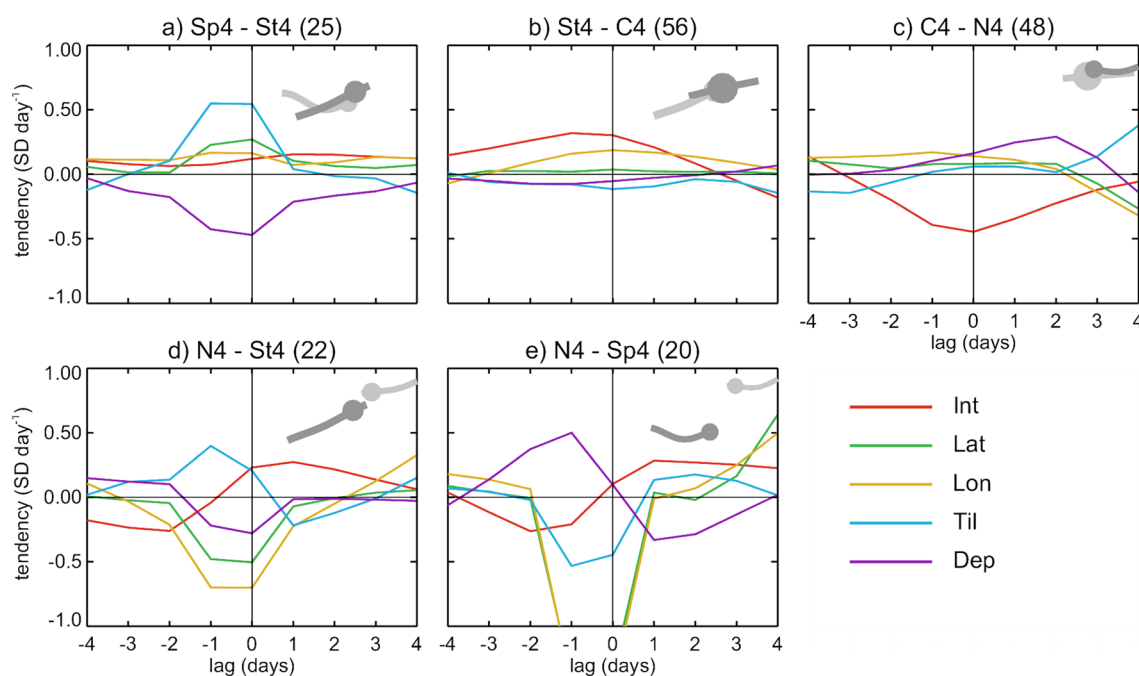 a) Sp4 - St4 (25)
b) St4 - C4 (56)
c) C4 - N4 (48)
tendency (SD day-1)
1.00
0.50
0.00
-0.5
-1.0
-4 -3 -2 -1 0 1 2 3 4
lag (days)
d) N4 - St4 (22)
e) N4 - Sp4 (20)
tendency (SD day-1)
1.00
0.50
0.00
-0.5
-1.0
-4 -3 -2 -1 0 1 2 3 4
lag (days)
-4 -3 -2 -1 0 1 2 3 4
lag (days)
Int
Lat
Lon
Til
Dep